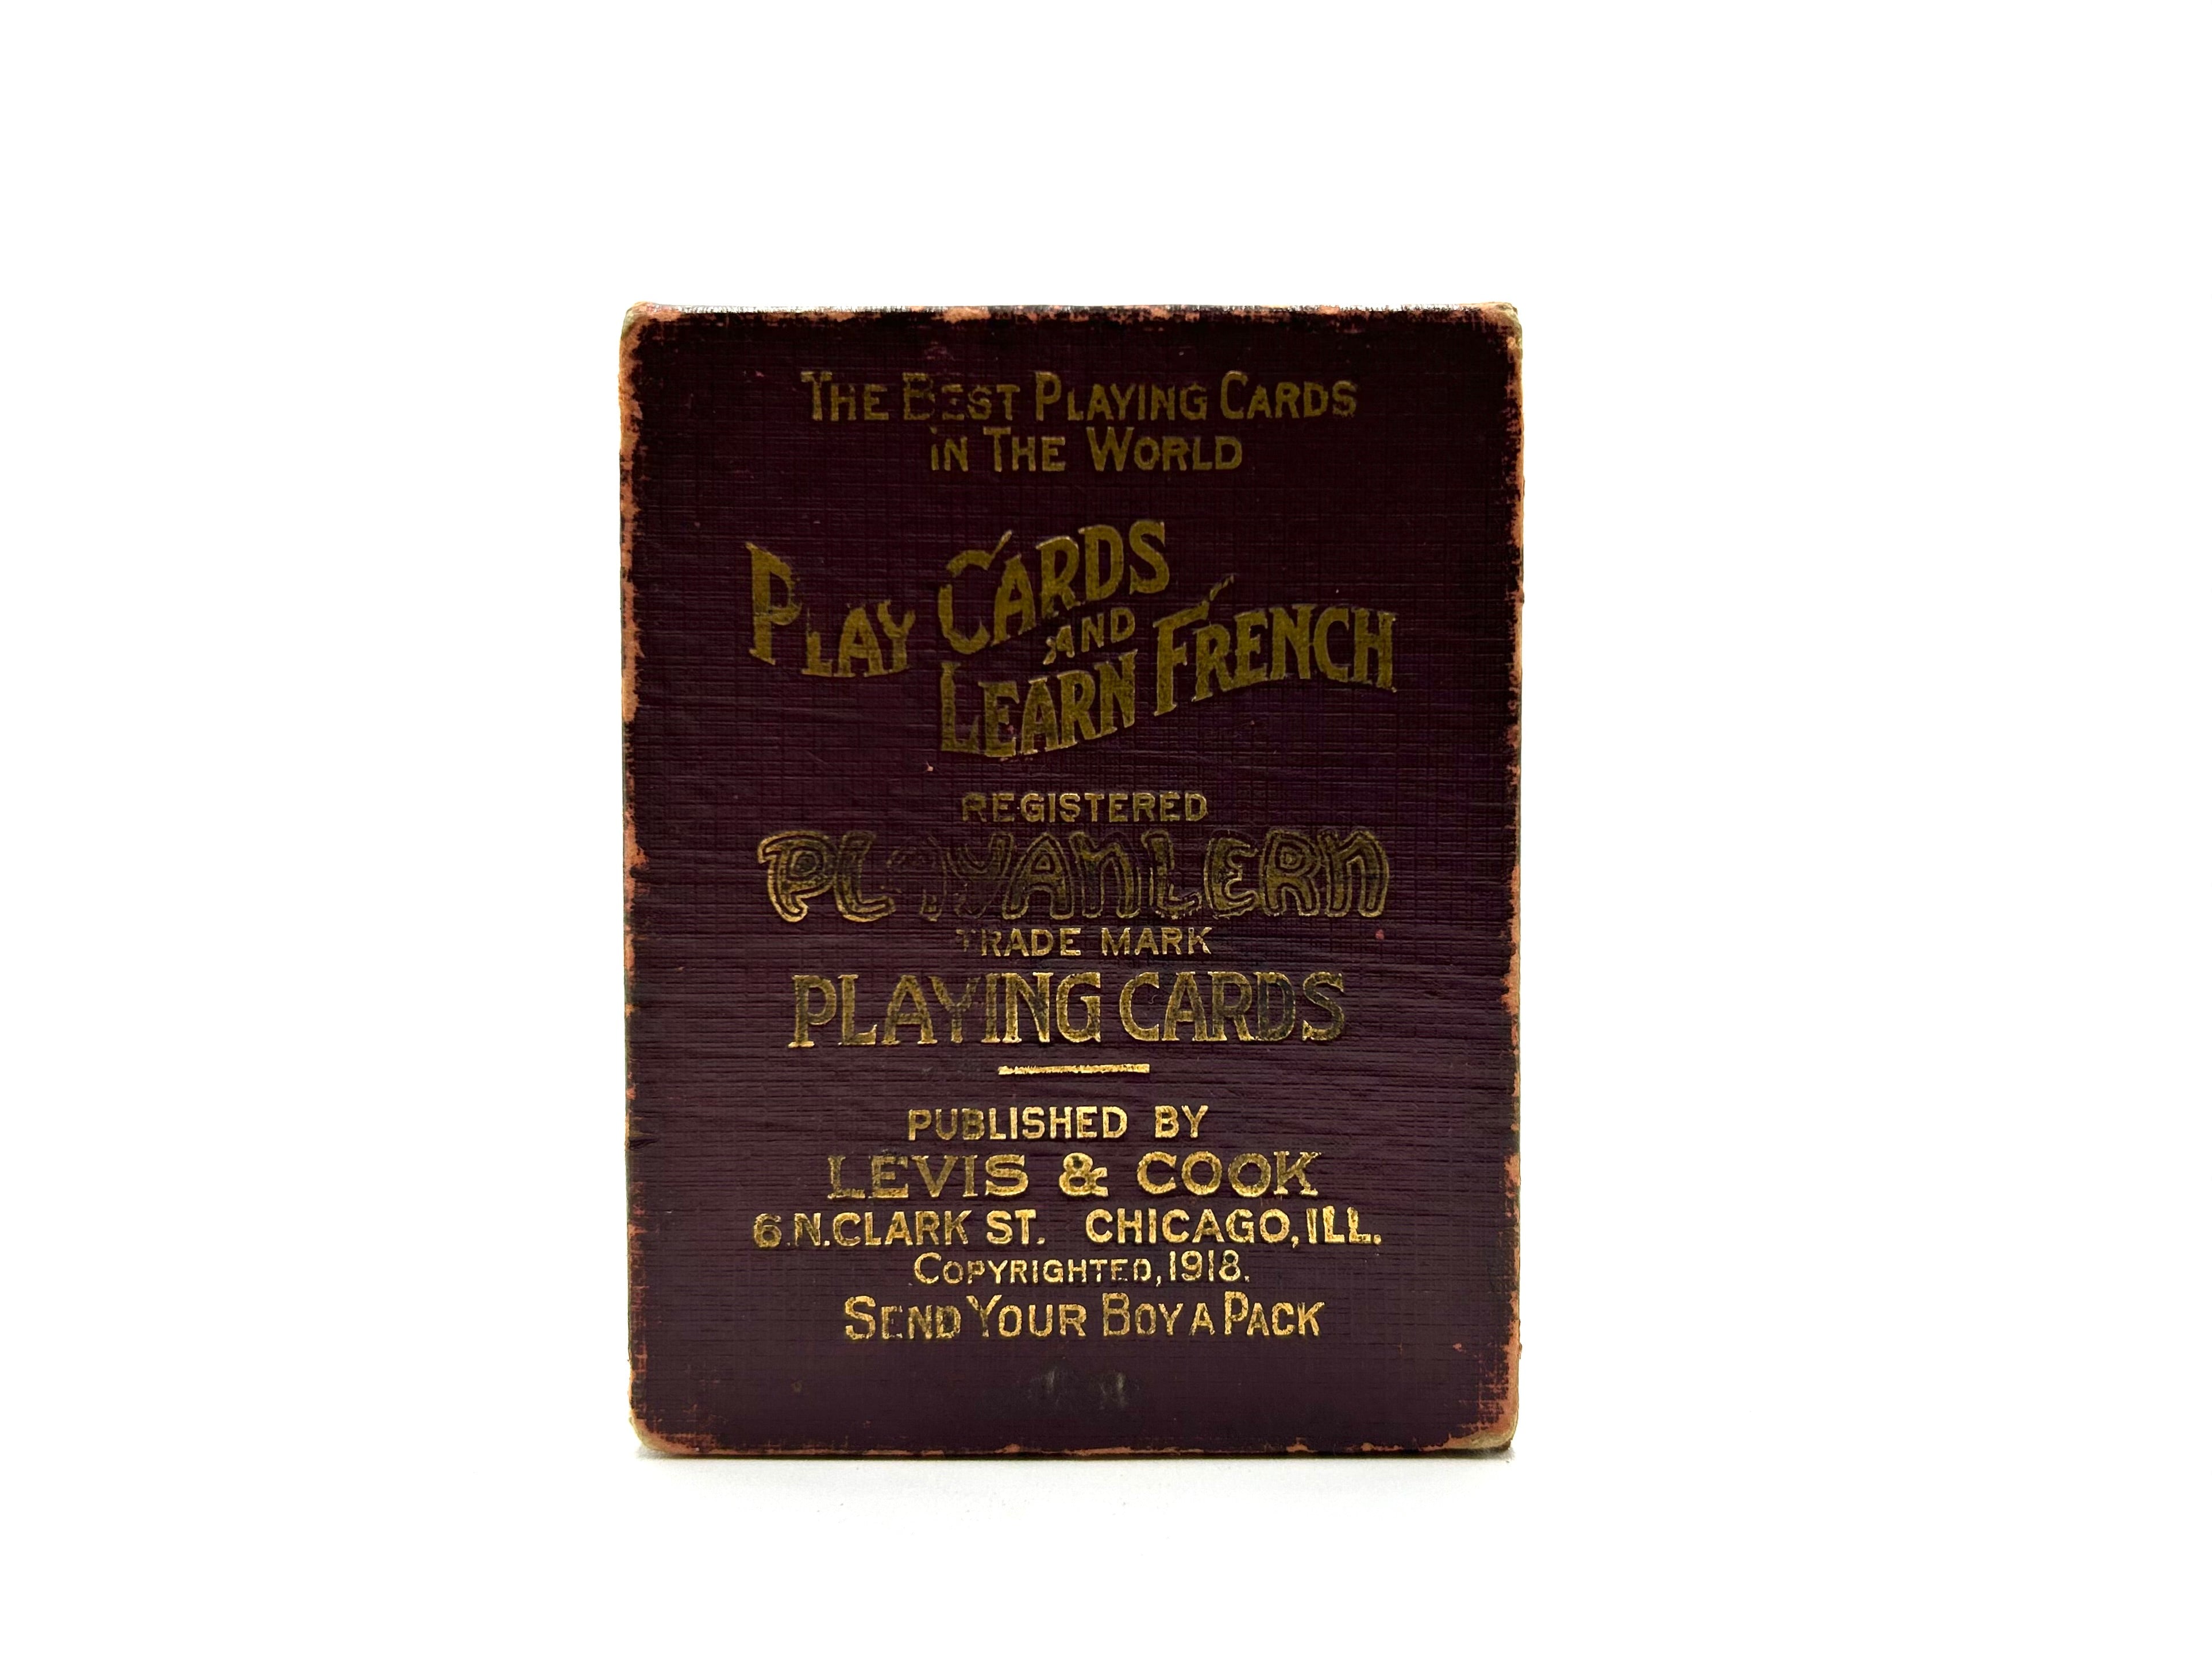 The Best Playing Cards
in The World
Play Cards
and
Learn French
REGISTERED
PLAYANLERN
TRADE MARK
PLAYING CARDS
PUBLISHED BY
LEVIS & COOK
6 N. CLARK ST. CHICAGO, ILL.
Copyrighted, 1918.
Send Your Boy a Pack